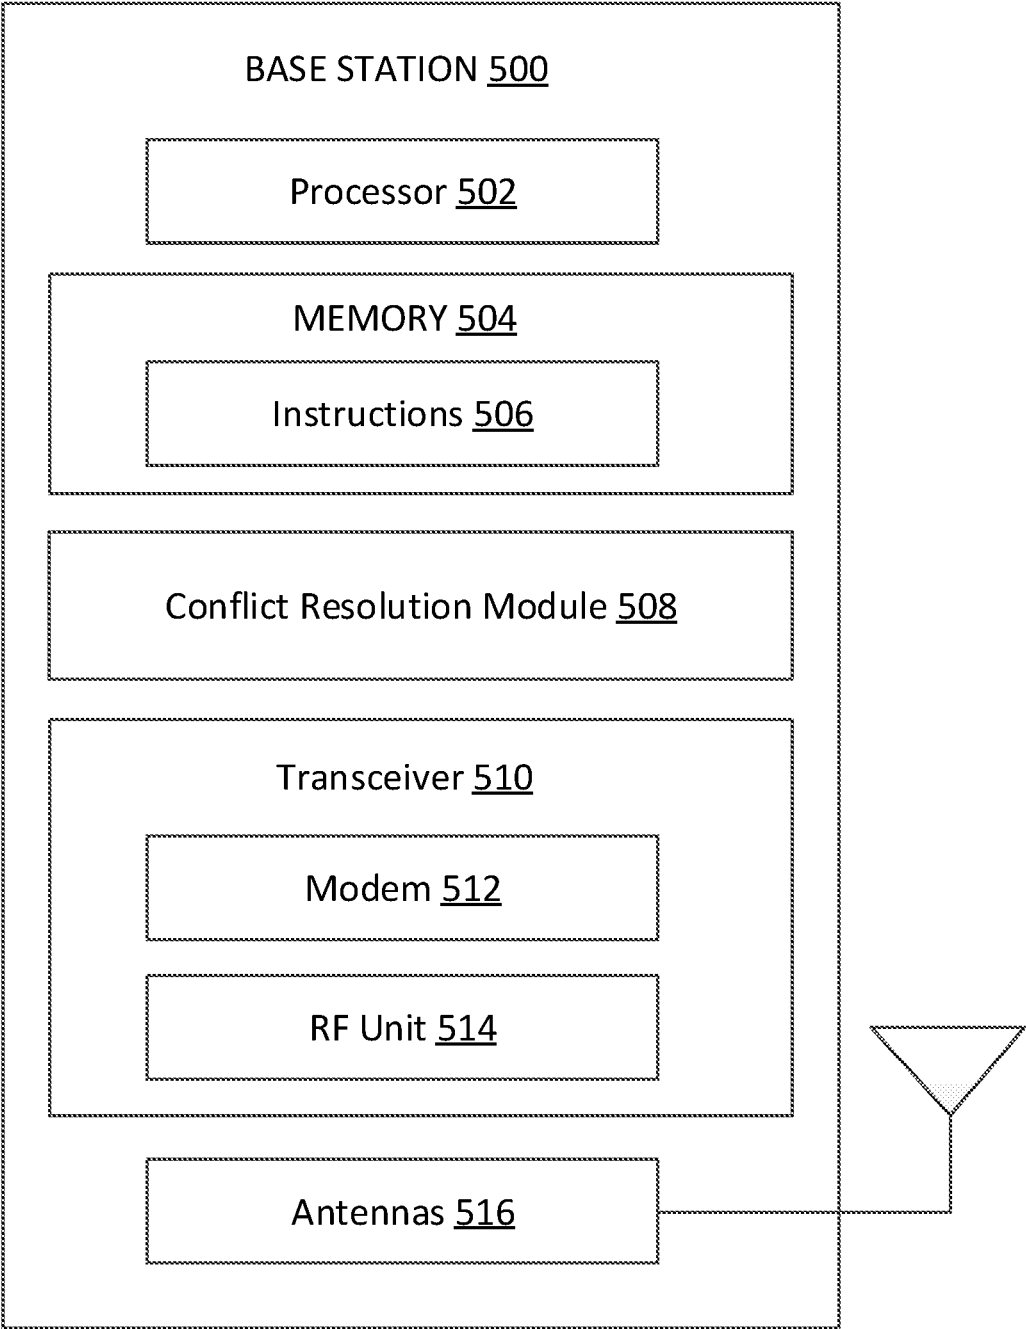 BASE STATION 500
Processor 502
MEMORY 504
Instructions 506
Conflict Resolution Module 508
Transceiver 510
Modem 512
RF Unit 514
Antennas 516